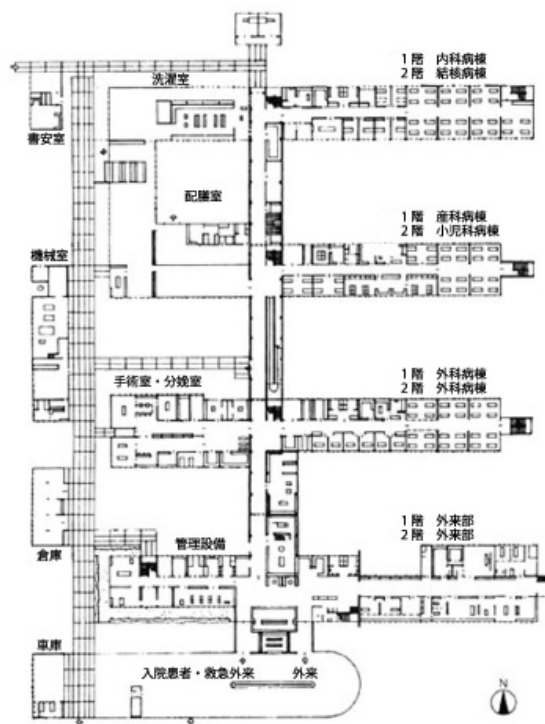 洗濯室
1階 内科病棟
2階 結核病棟
書安室
配膳室
1階 産科病棟
2階 小児科病棟
機械室
手術室・分娩室
1階 外科病棟
2階 外科病棟
倉庫
管理設備
1階 外来部
2階 外来部
車庫
入院患者・救急外来
外来
N